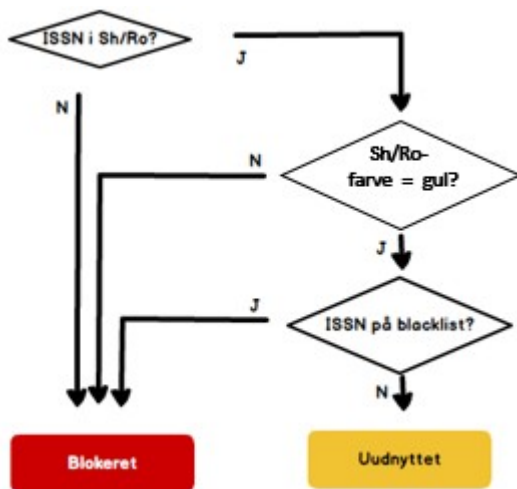 ISSN i Sh/Ro?
J
N
Sh/Ro-
farve = gul?
N
J
J
ISSN på blacklist?
N
Blokeret
Uudnyttet